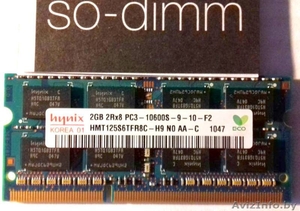 so-dimm
hynix
KOREA 01
2GB 2Rx8 PC3-10600S-9-10-F2
HMT125S6TFR8C-H9 N0 AA-C 1047
ECO
AvizInfo.by